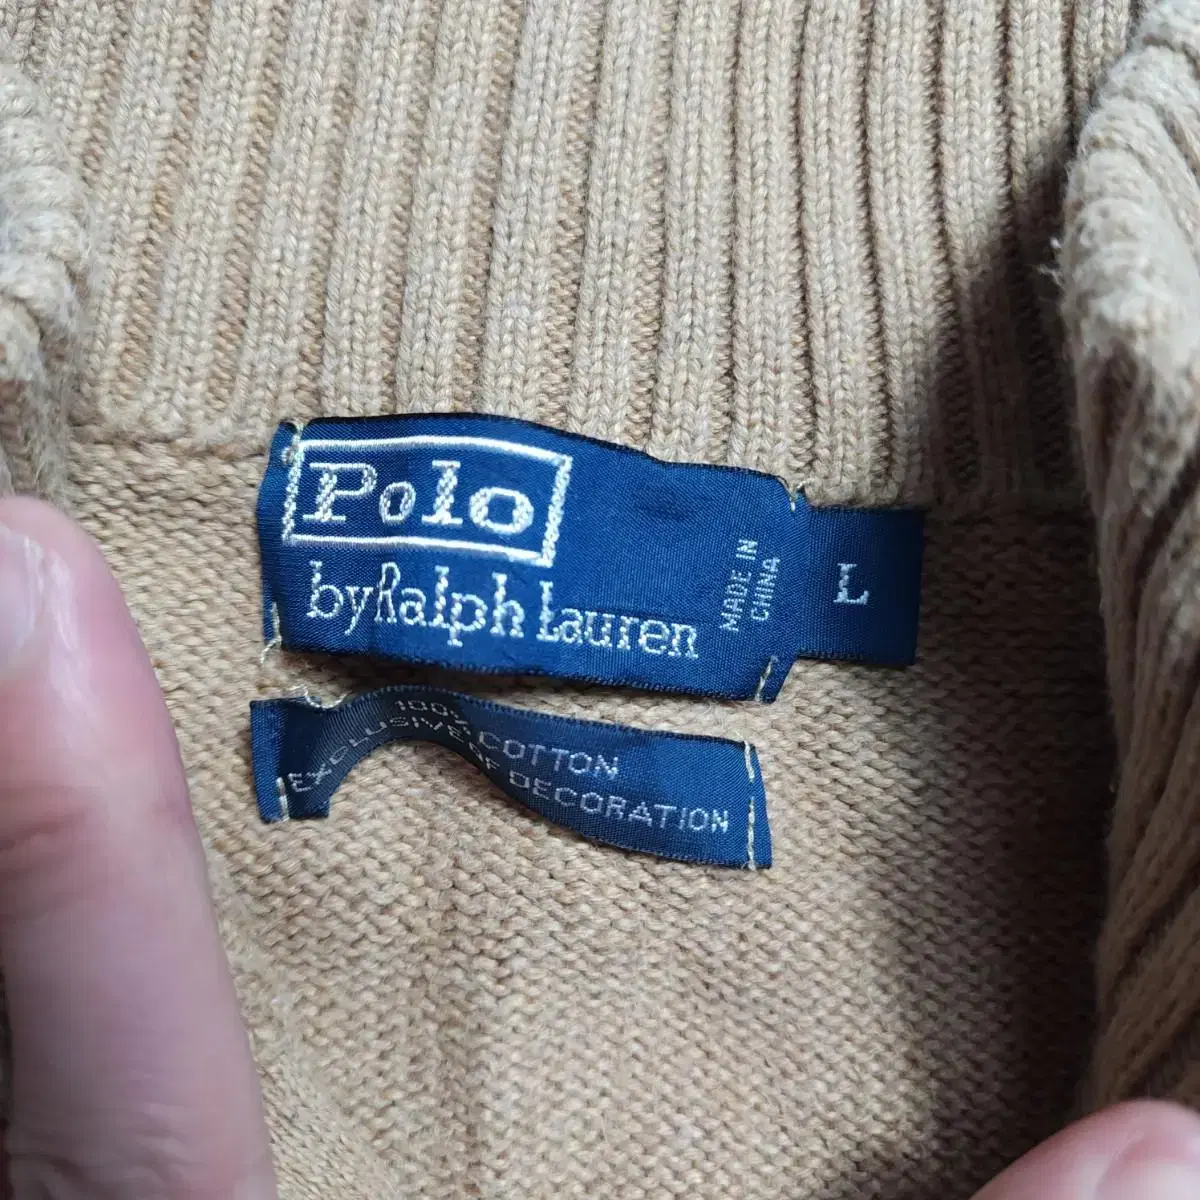 Polo
by Ralph Lauren
MADE IN
CHINA
L
100% COTTON
EXCLUSIVE OF DECORATION